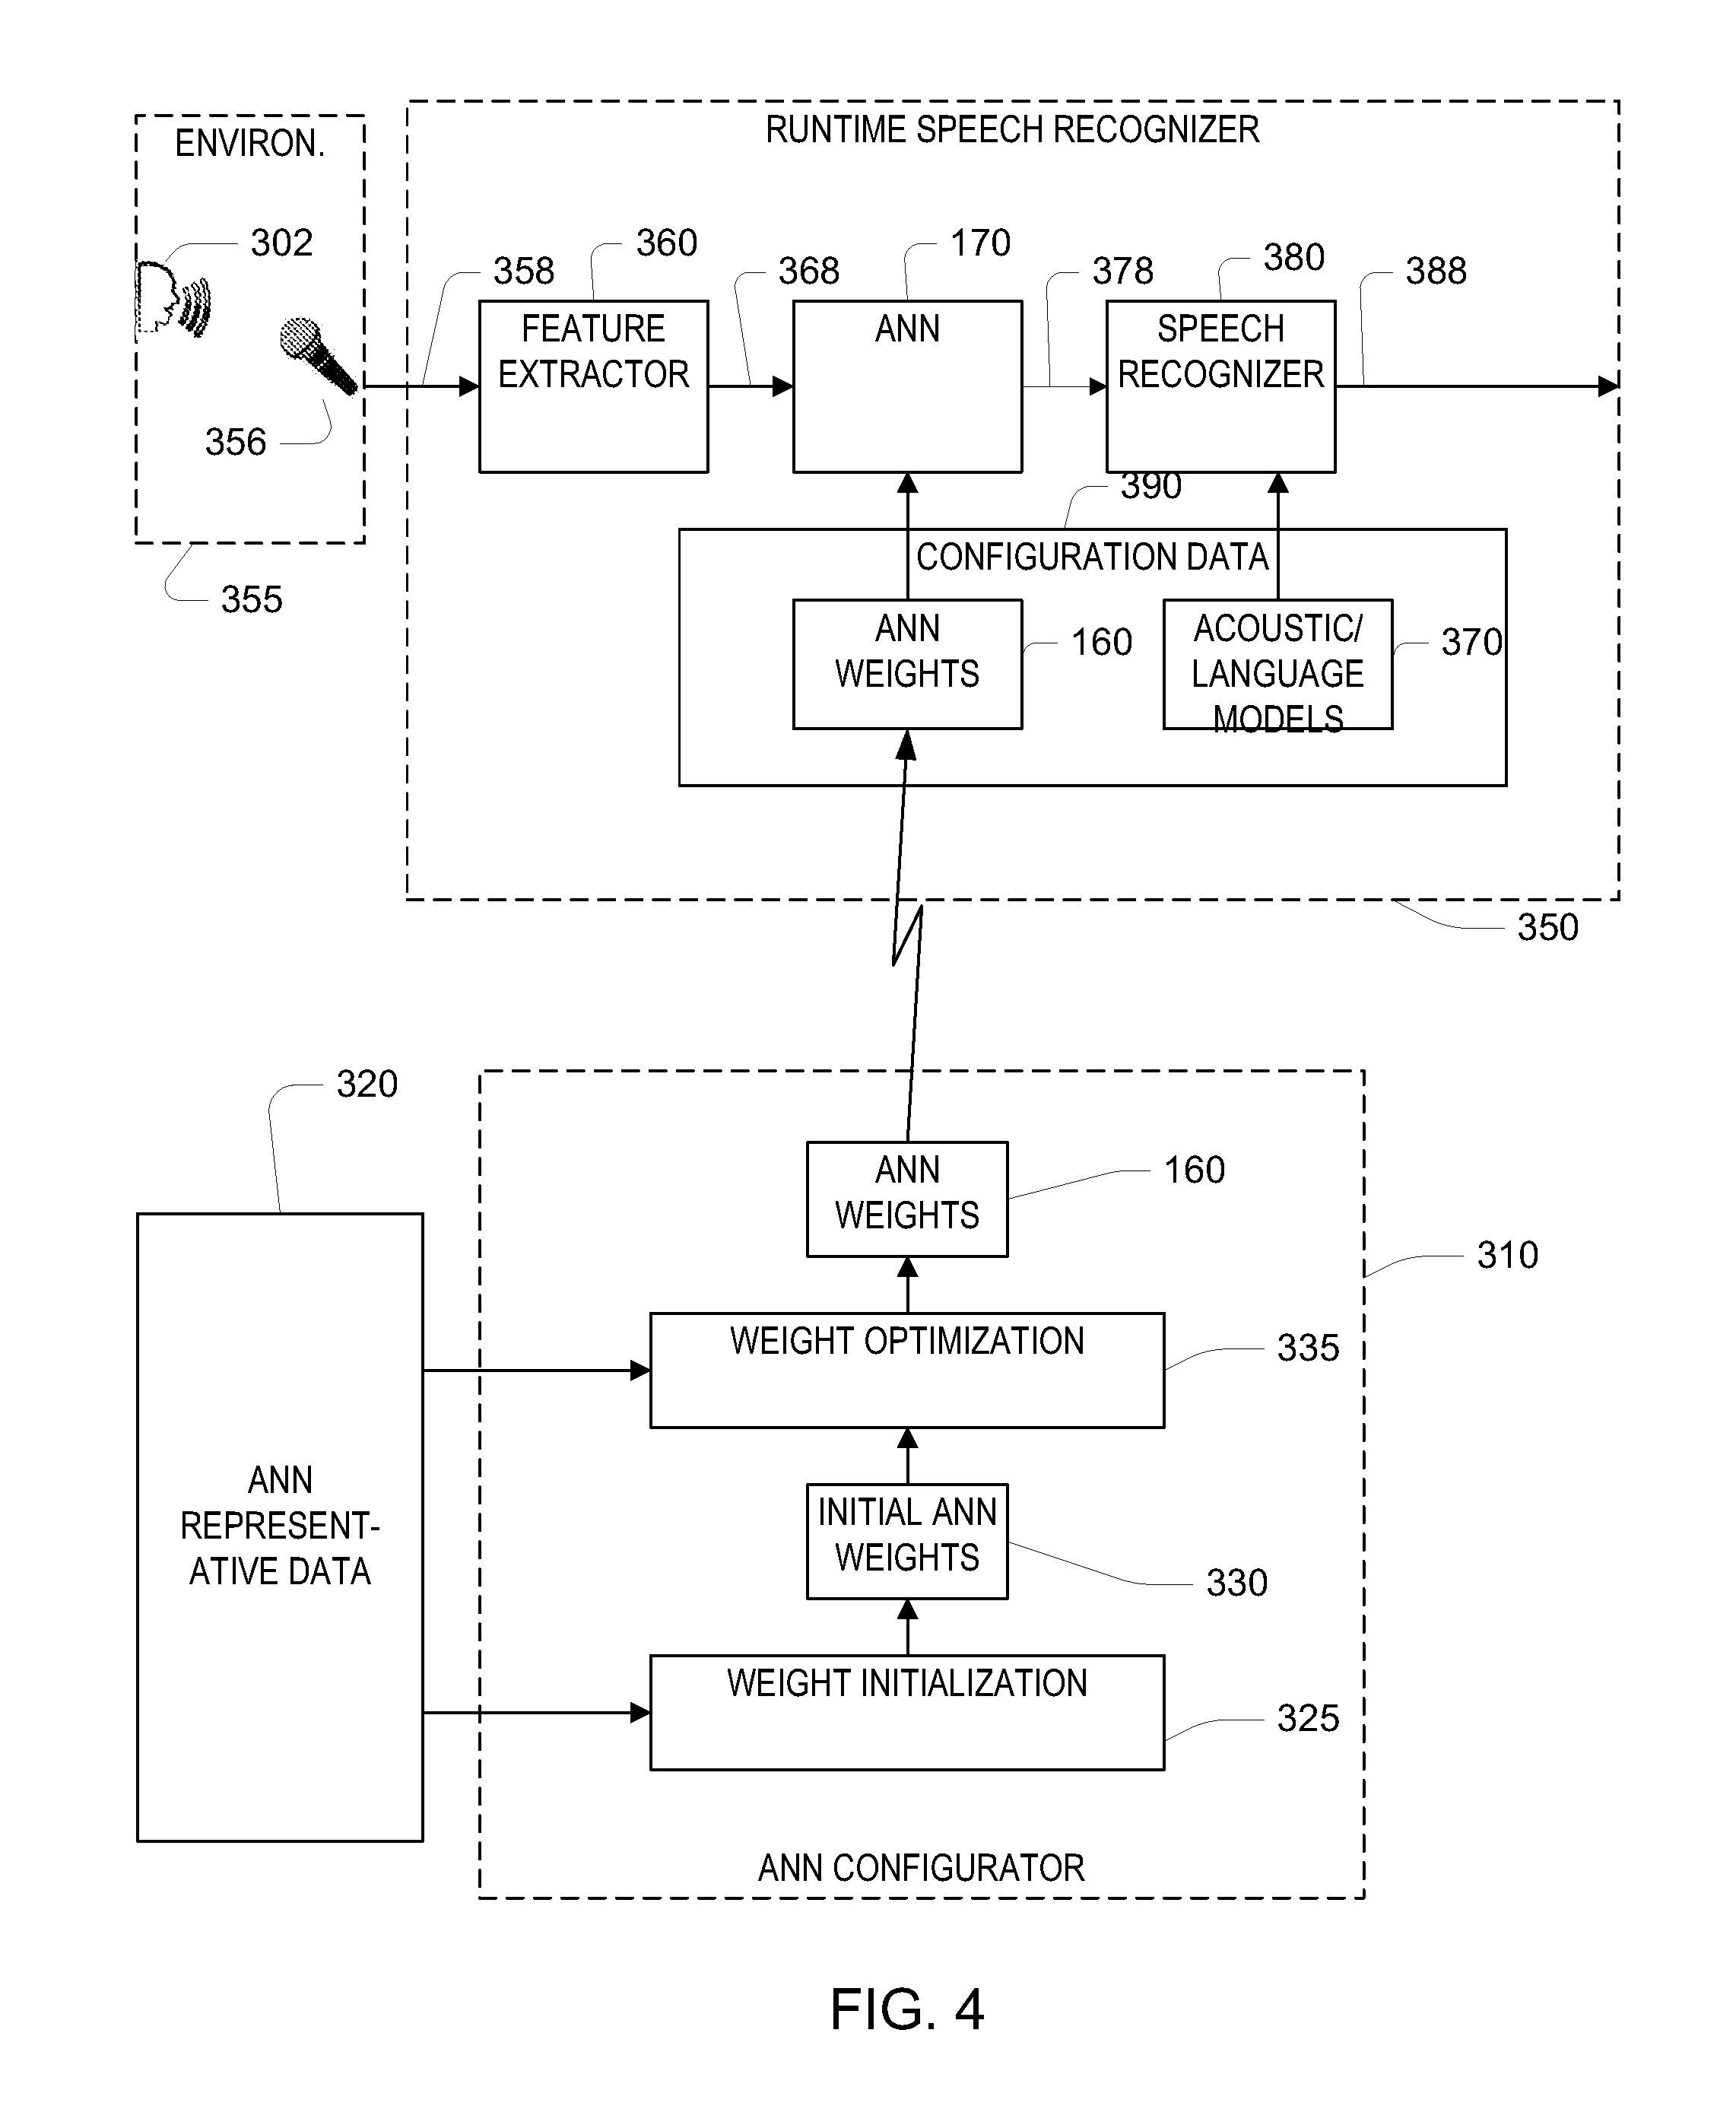 ENVIRON.
302
356
355
RUNTIME SPEECH RECOGNIZER
358
360
368
170
378
380
388
FEATURE
EXTRACTOR
ANN
SPEECH
RECOGNIZER
390
CONFIGURATION DATA
ANN
WEIGHTS
160
ACOUSTIC/
LANGUAGE
MODELS
370
350
320
ANN
REPRESENT-
ATIVE DATA
ANN
WEIGHTS
160
310
WEIGHT OPTIMIZATION
335
INITIAL ANN
WEIGHTS
330
WEIGHT INITIALIZATION
325
ANN CONFIGURATOR
FIG. 4